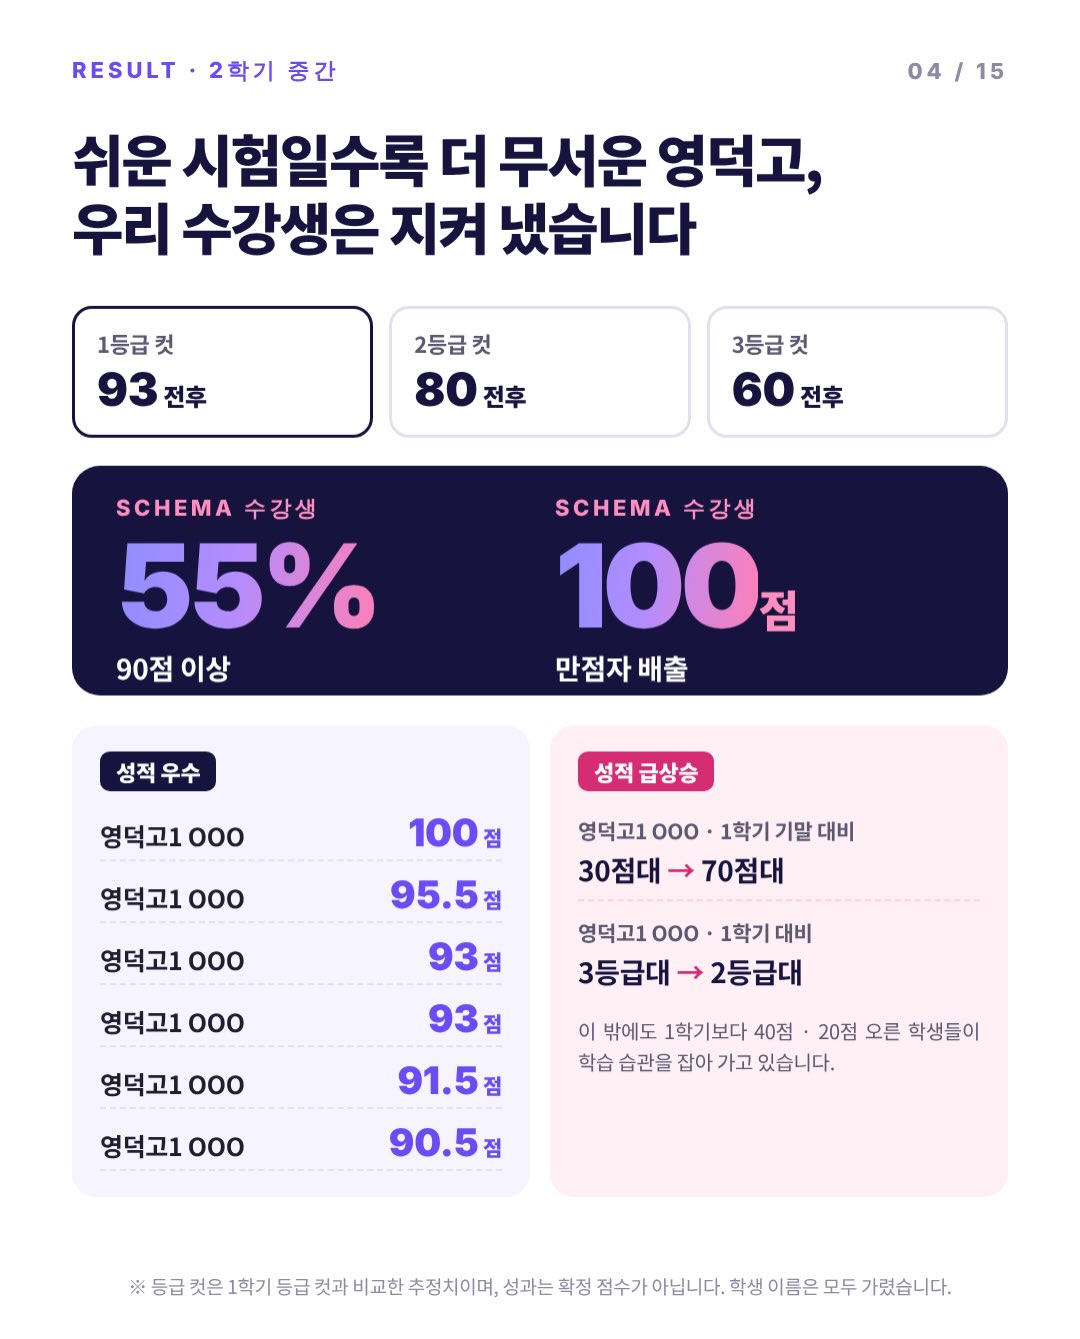 RESULT · 2학기 중간
04 / 15
쉬운 시험일수록 더 무서운 영덕고,
우리 수강생은 지켜 냈습니다
1등급 컷
93 전후
2등급 컷
80 전후
3등급 컷
60 전후
SCHEMA 수강생
55%
90점 이상
SCHEMA 수강생
100점
만점자 배출
성적 우수
영덕고1 OOO 100 점
영덕고1 OOO 95.5 점
영덕고1 OOO 93 점
영덕고1 OOO 93 점
영덕고1 OOO 91.5 점
영덕고1 OOO 90.5 점
성적 급상승
영덕고1 OOO · 1학기 기말 대비
30점대 → 70점대
영덕고1 OOO · 1학기 대비
3등급대 → 2등급대
이 밖에도 1학기보다 40점 · 20점 오른 학생들이
학습 습관을 잡아 가고 있습니다.
※ 등급 컷은 1학기 등급 컷과 비교한 추정치이며, 성과는 확정 점수가 아닙니다. 학생 이름은 모두 가렸습니다.